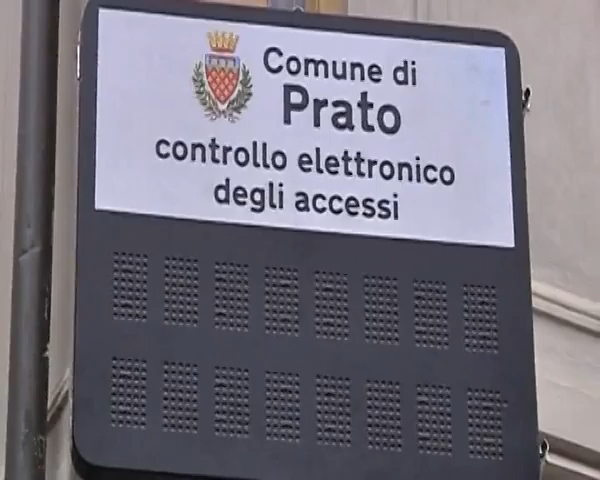 Comune di
Prato
controllo elettronico
degli accessi